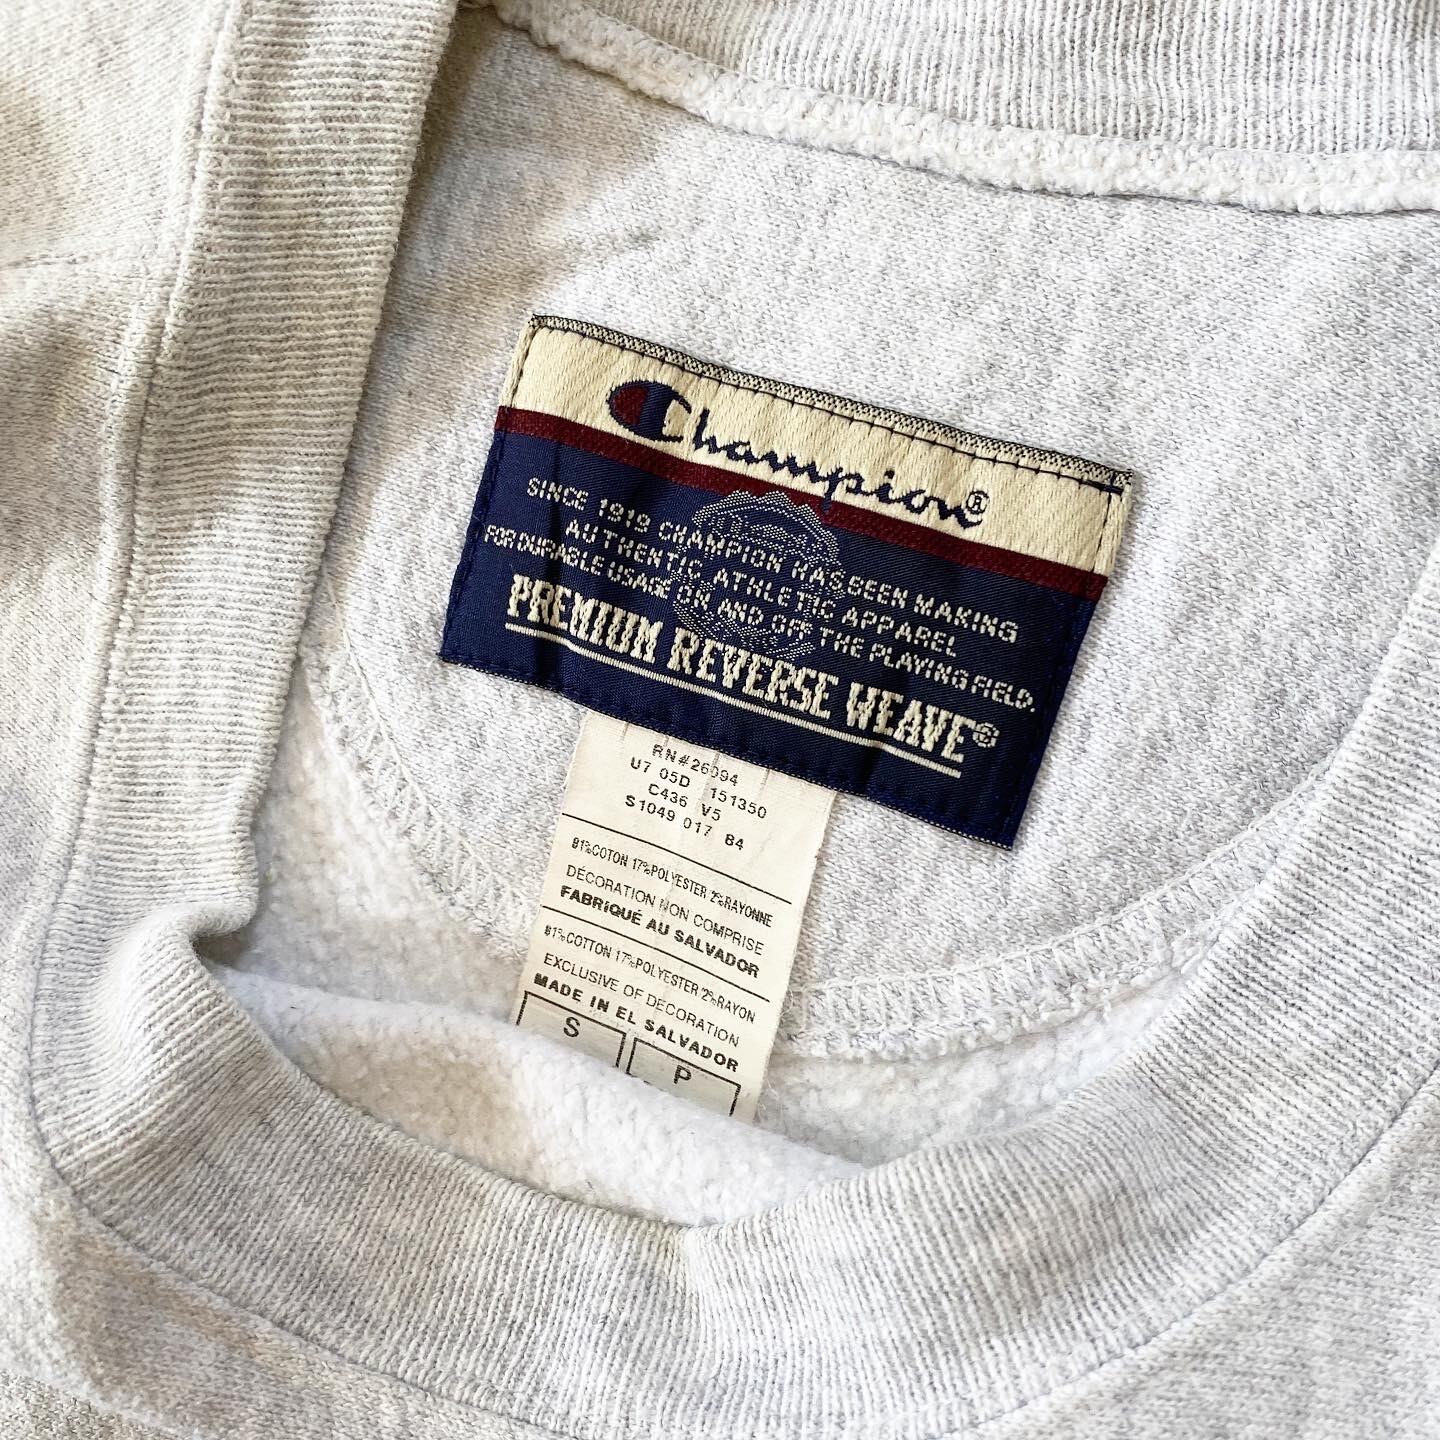 Champion®
SINCE 1919 CHAMPION HAS BEEN MAKING
AUTHENTIC ATHLETIC APPAREL
FOR DURABLE USAGE ON AND OFF THE PLAYING FIELD.
PREMIUM REVERSE WEAVE®
RN#26094
U7 05D 151350
C436 V5
S1049 017 B4
81%COTON 17%POLYESTER 2%RAYONNE
DÉCORATION NON COMPRISE
FABRIQUÉ AU SALVADOR
81%COTTON 17%POLYESTER 2%RAYON
EXCLUSIVE OF DECORATION
MADE IN EL SALVADOR
S P